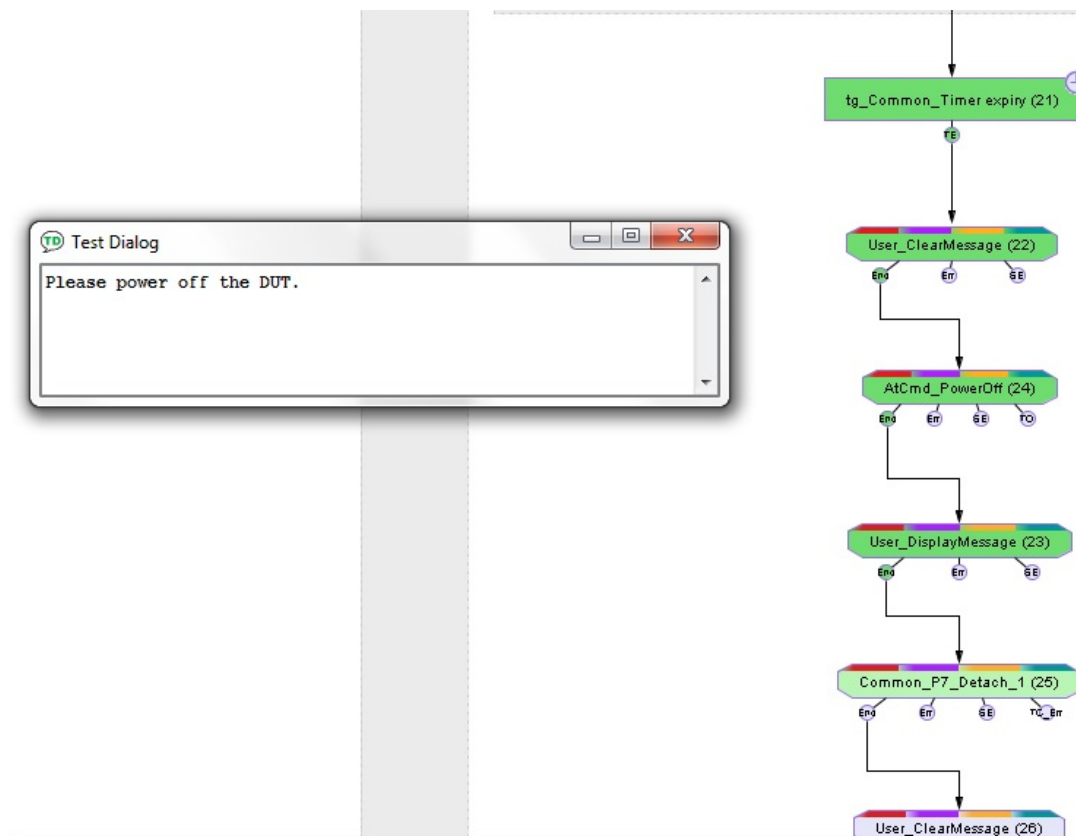 tg_Common_Timer expiry (21)
TE
User_ClearMessage (22)
End Err GE
TD Test Dialog
Please power off the DUT.
AtCmd_PowerOff (24)
End Err GE TO
User_DisplayMessage (23)
End Err GE
Common_P7_Detach_1 (25)
End Err GE TC_Err
User_ClearMessage (26)